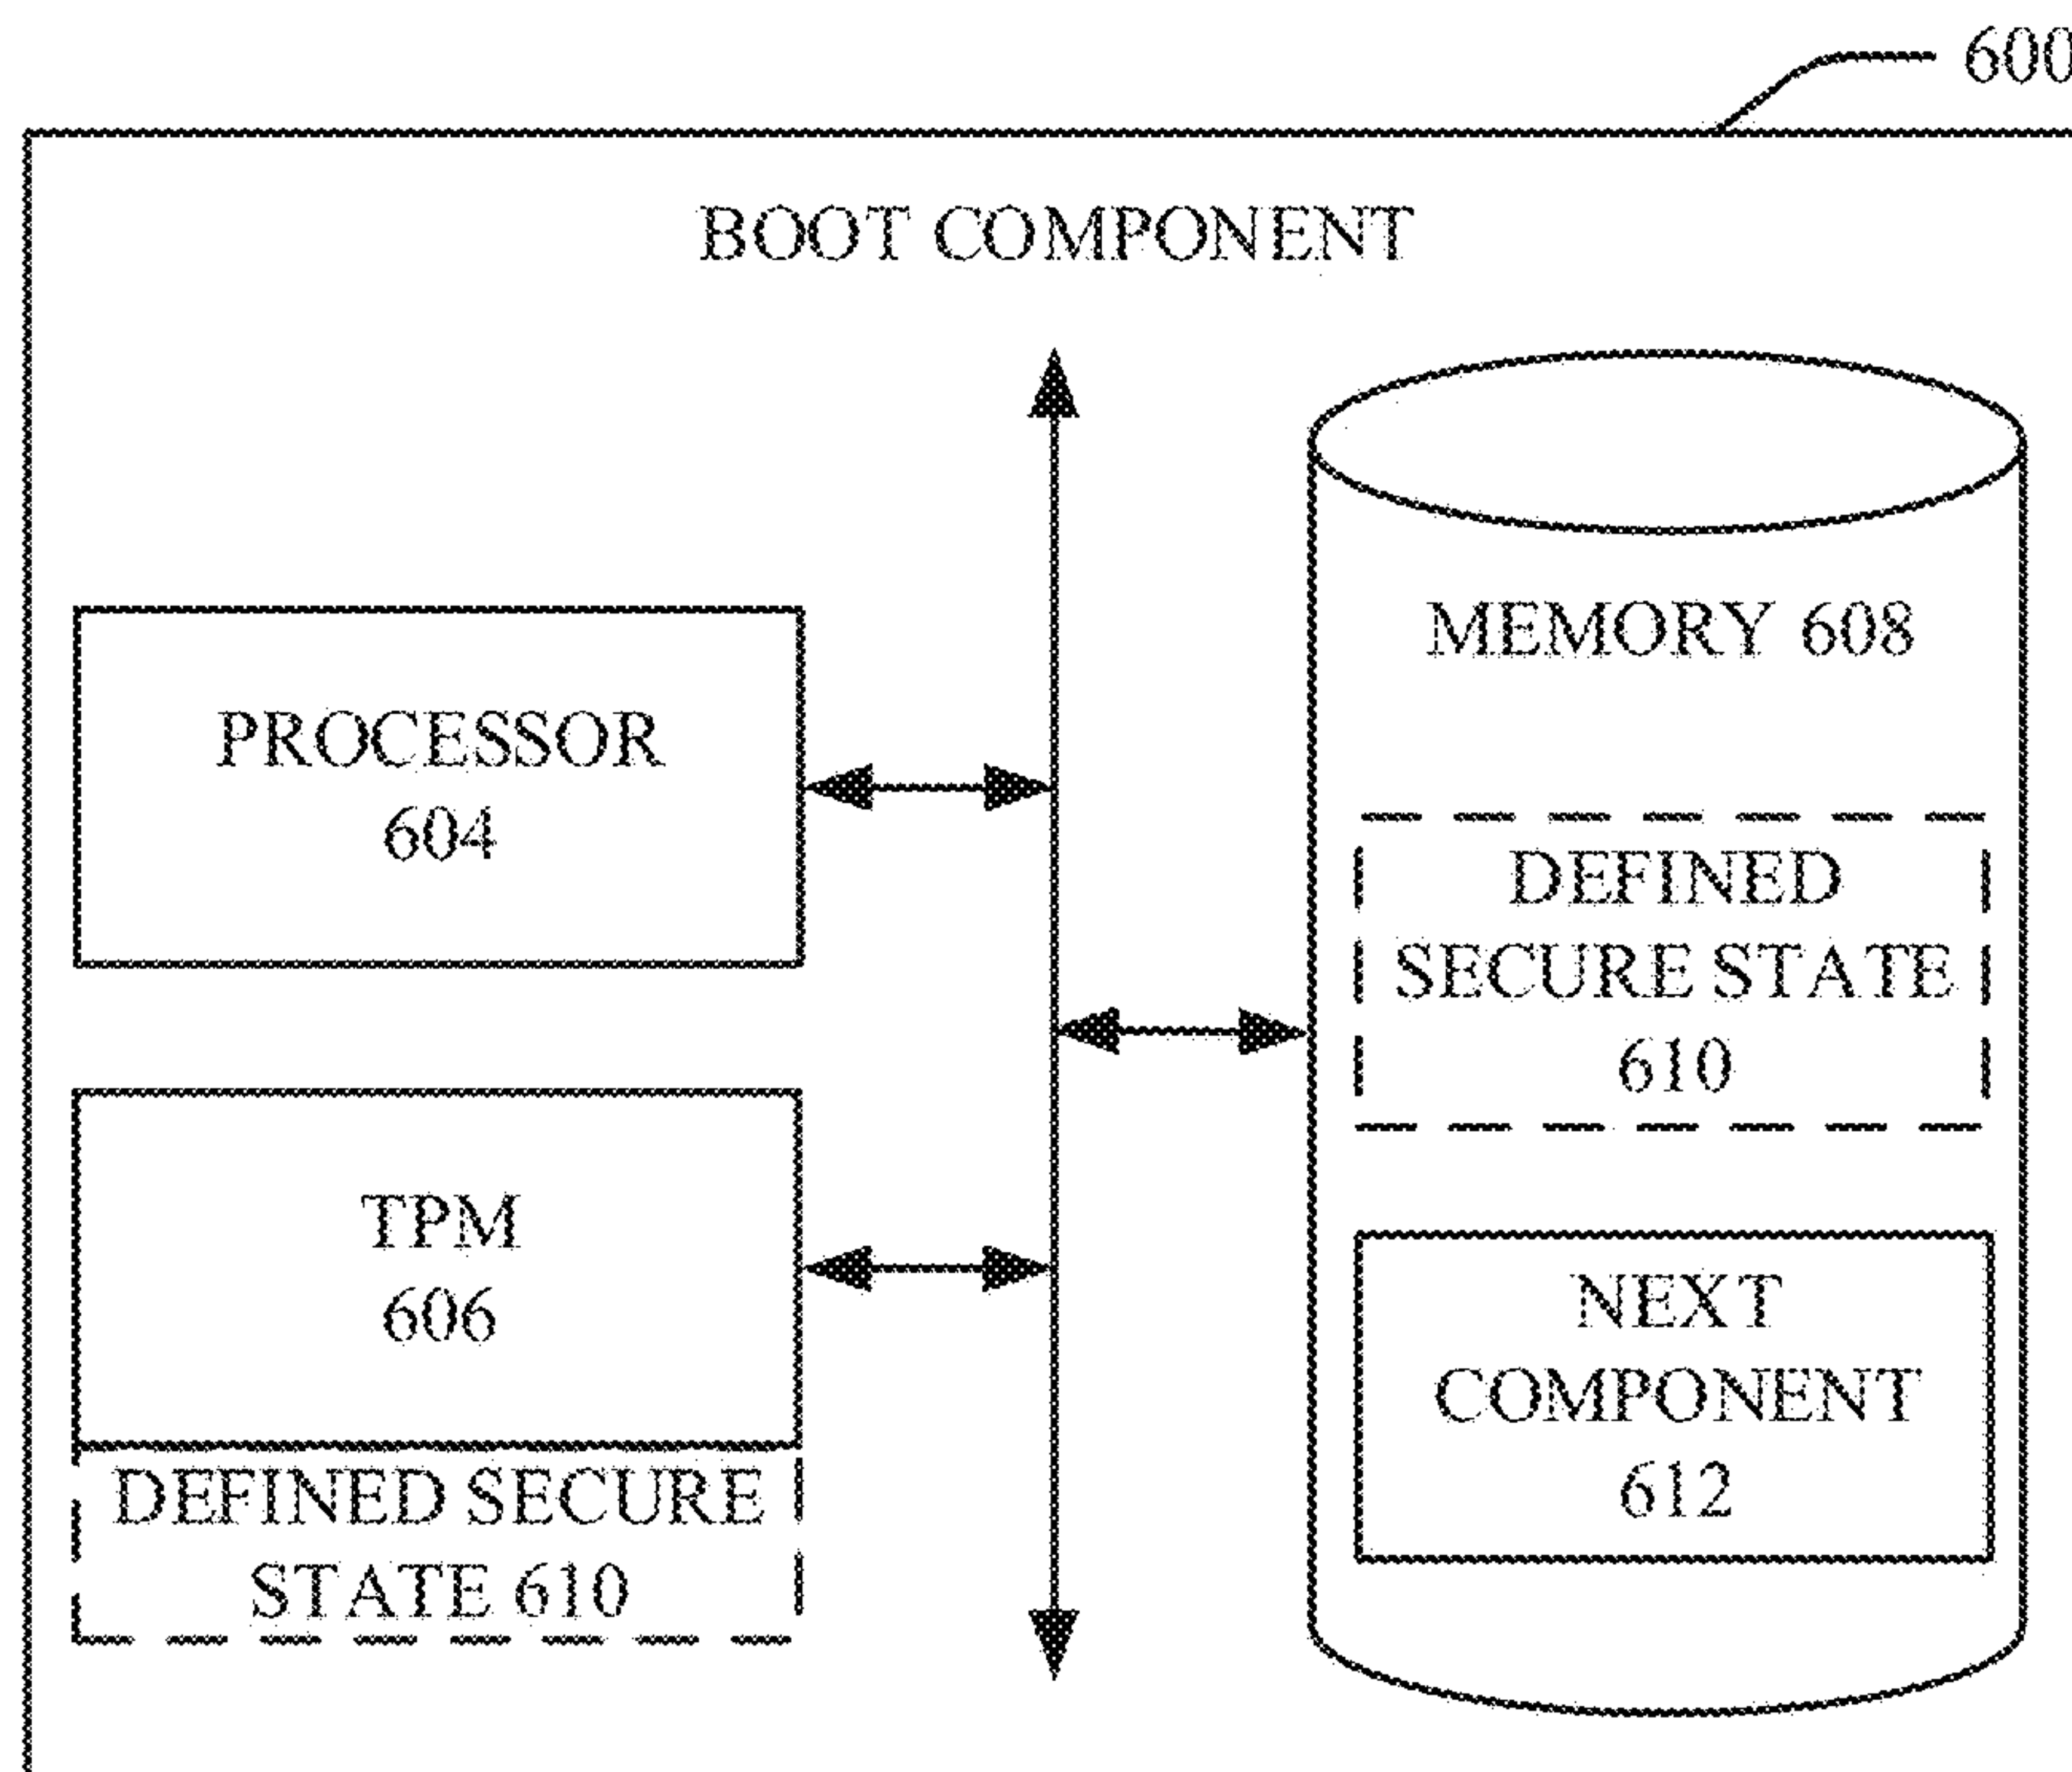 600
BOOT COMPONENT
PROCESSOR
604
TPM
606
DEFINED SECURE
STATE 610
MEMORY 608
DEFINED
SECURE STATE
610
NEXT
COMPONENT
612